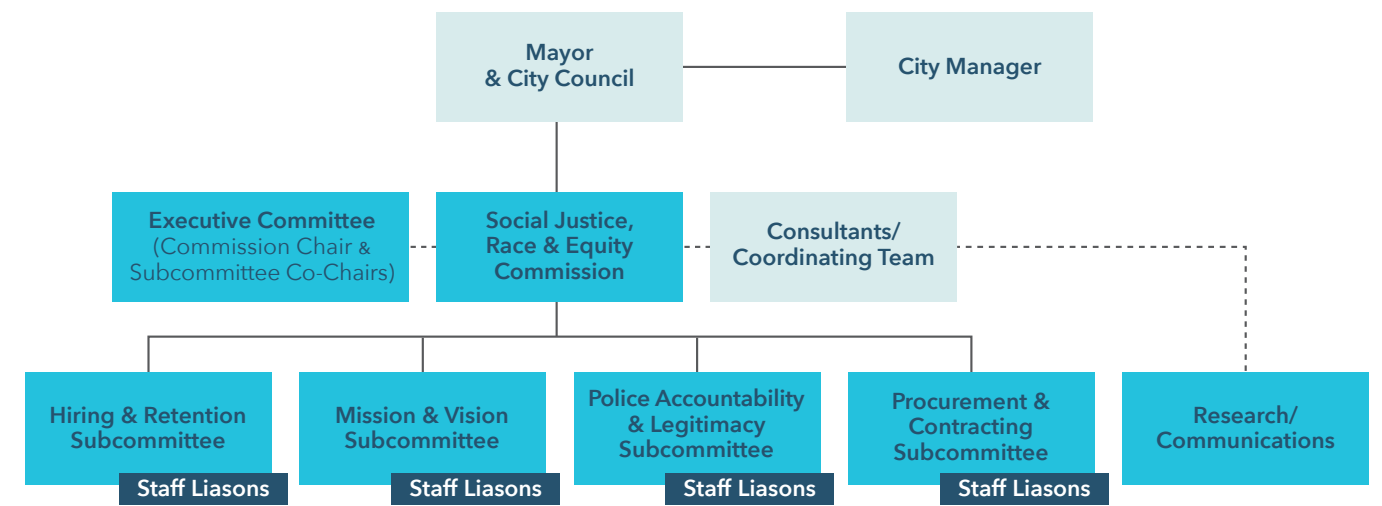 Mayor
& City Council
City Manager
Executive Committee
(Commission Chair &
Subcommittee Co-Chairs)
Social Justice,
Race & Equity
Commission
Consultants/
Coordinating Team
Hiring & Retention
Subcommittee
Staff Liasons
Mission & Vision
Subcommittee
Staff Liasons
Police Accountability
& Legitimacy
Subcommittee
Staff Liasons
Procurement &
Contracting
Subcommittee
Staff Liasons
Research/
Communications